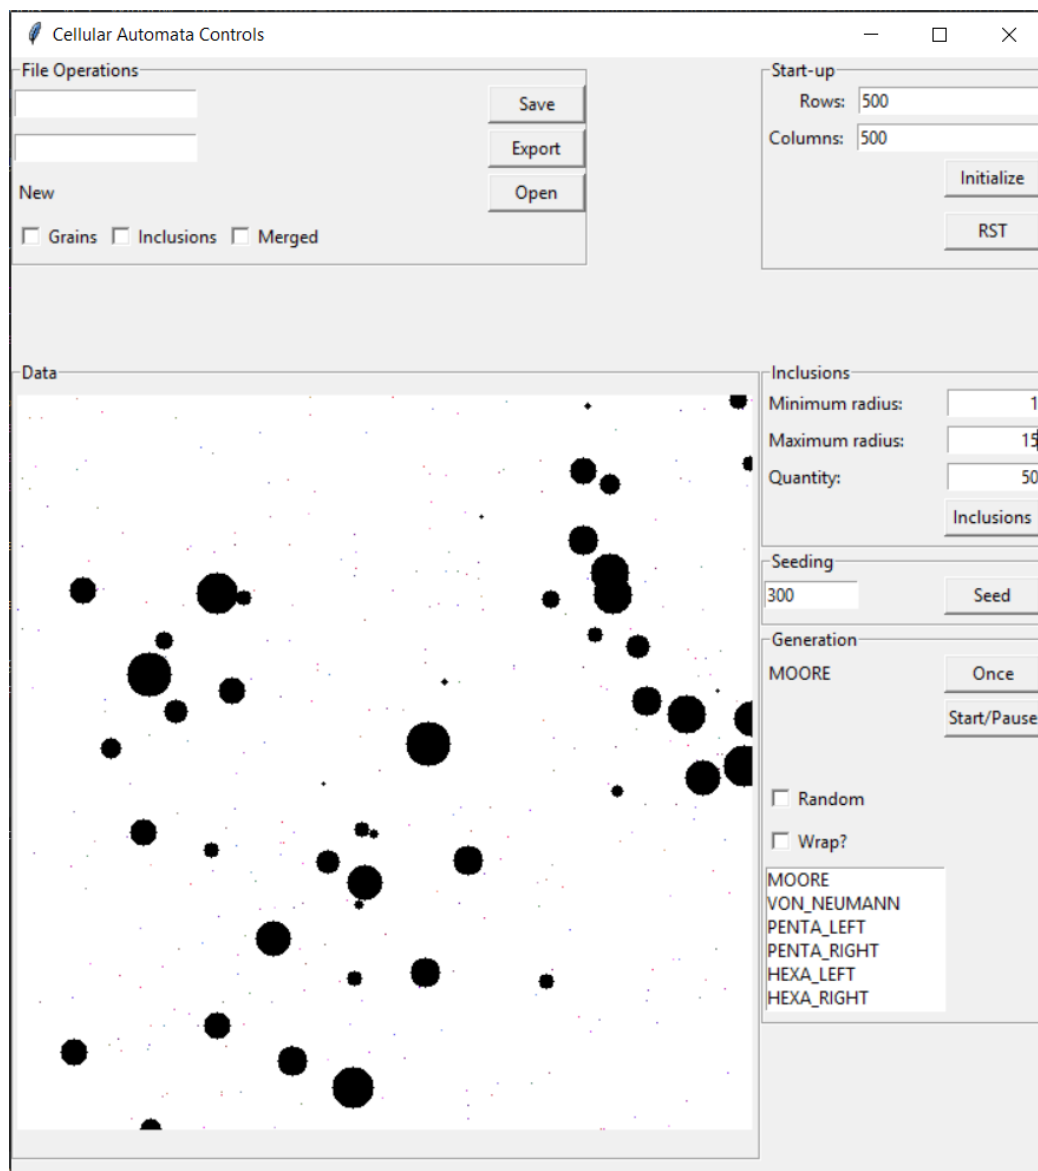 Cellular Automata Controls
File Operations
Save
Export
New
Open
Grains
Inclusions
Merged
Start-up
Rows: 500
Columns: 500
Initialize
RST
Data
Inclusions
Minimum radius: 1
Maximum radius: 15
Quantity: 50
Inclusions
Seeding
300
Seed
Generation
MOORE
Once
Start/Pause
Random
Wrap?
MOORE
VON_NEUMANN
PENTA_LEFT
PENTA_RIGHT
HEXA_LEFT
HEXA_RIGHT